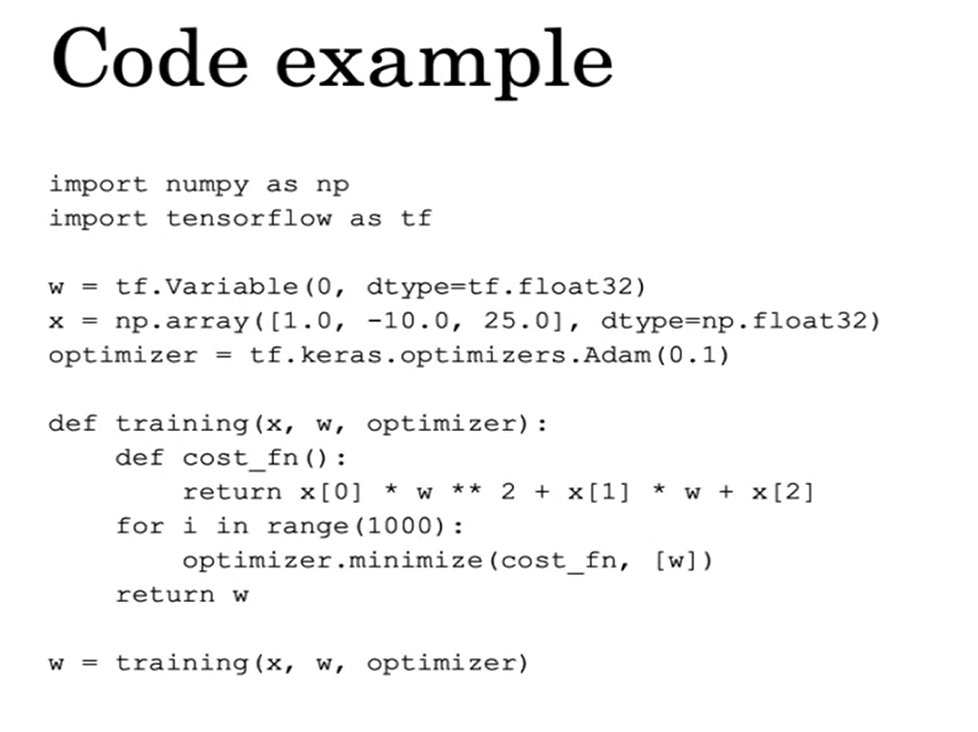 Code example
import numpy as np
import tensorflow as tf
w = tf.Variable(0, dtype=tf.float32)
x = np.array([1.0, -10.0, 25.0], dtype=np.float32)
optimizer = tf.keras.optimizers.Adam(0.1)
def training(x, w, optimizer):
    def cost_fn():
        return x[0] * w ** 2 + x[1] * w + x[2]
    for i in range(1000):
        optimizer.minimize(cost_fn, [w])
    return w
w = training(x, w, optimizer)